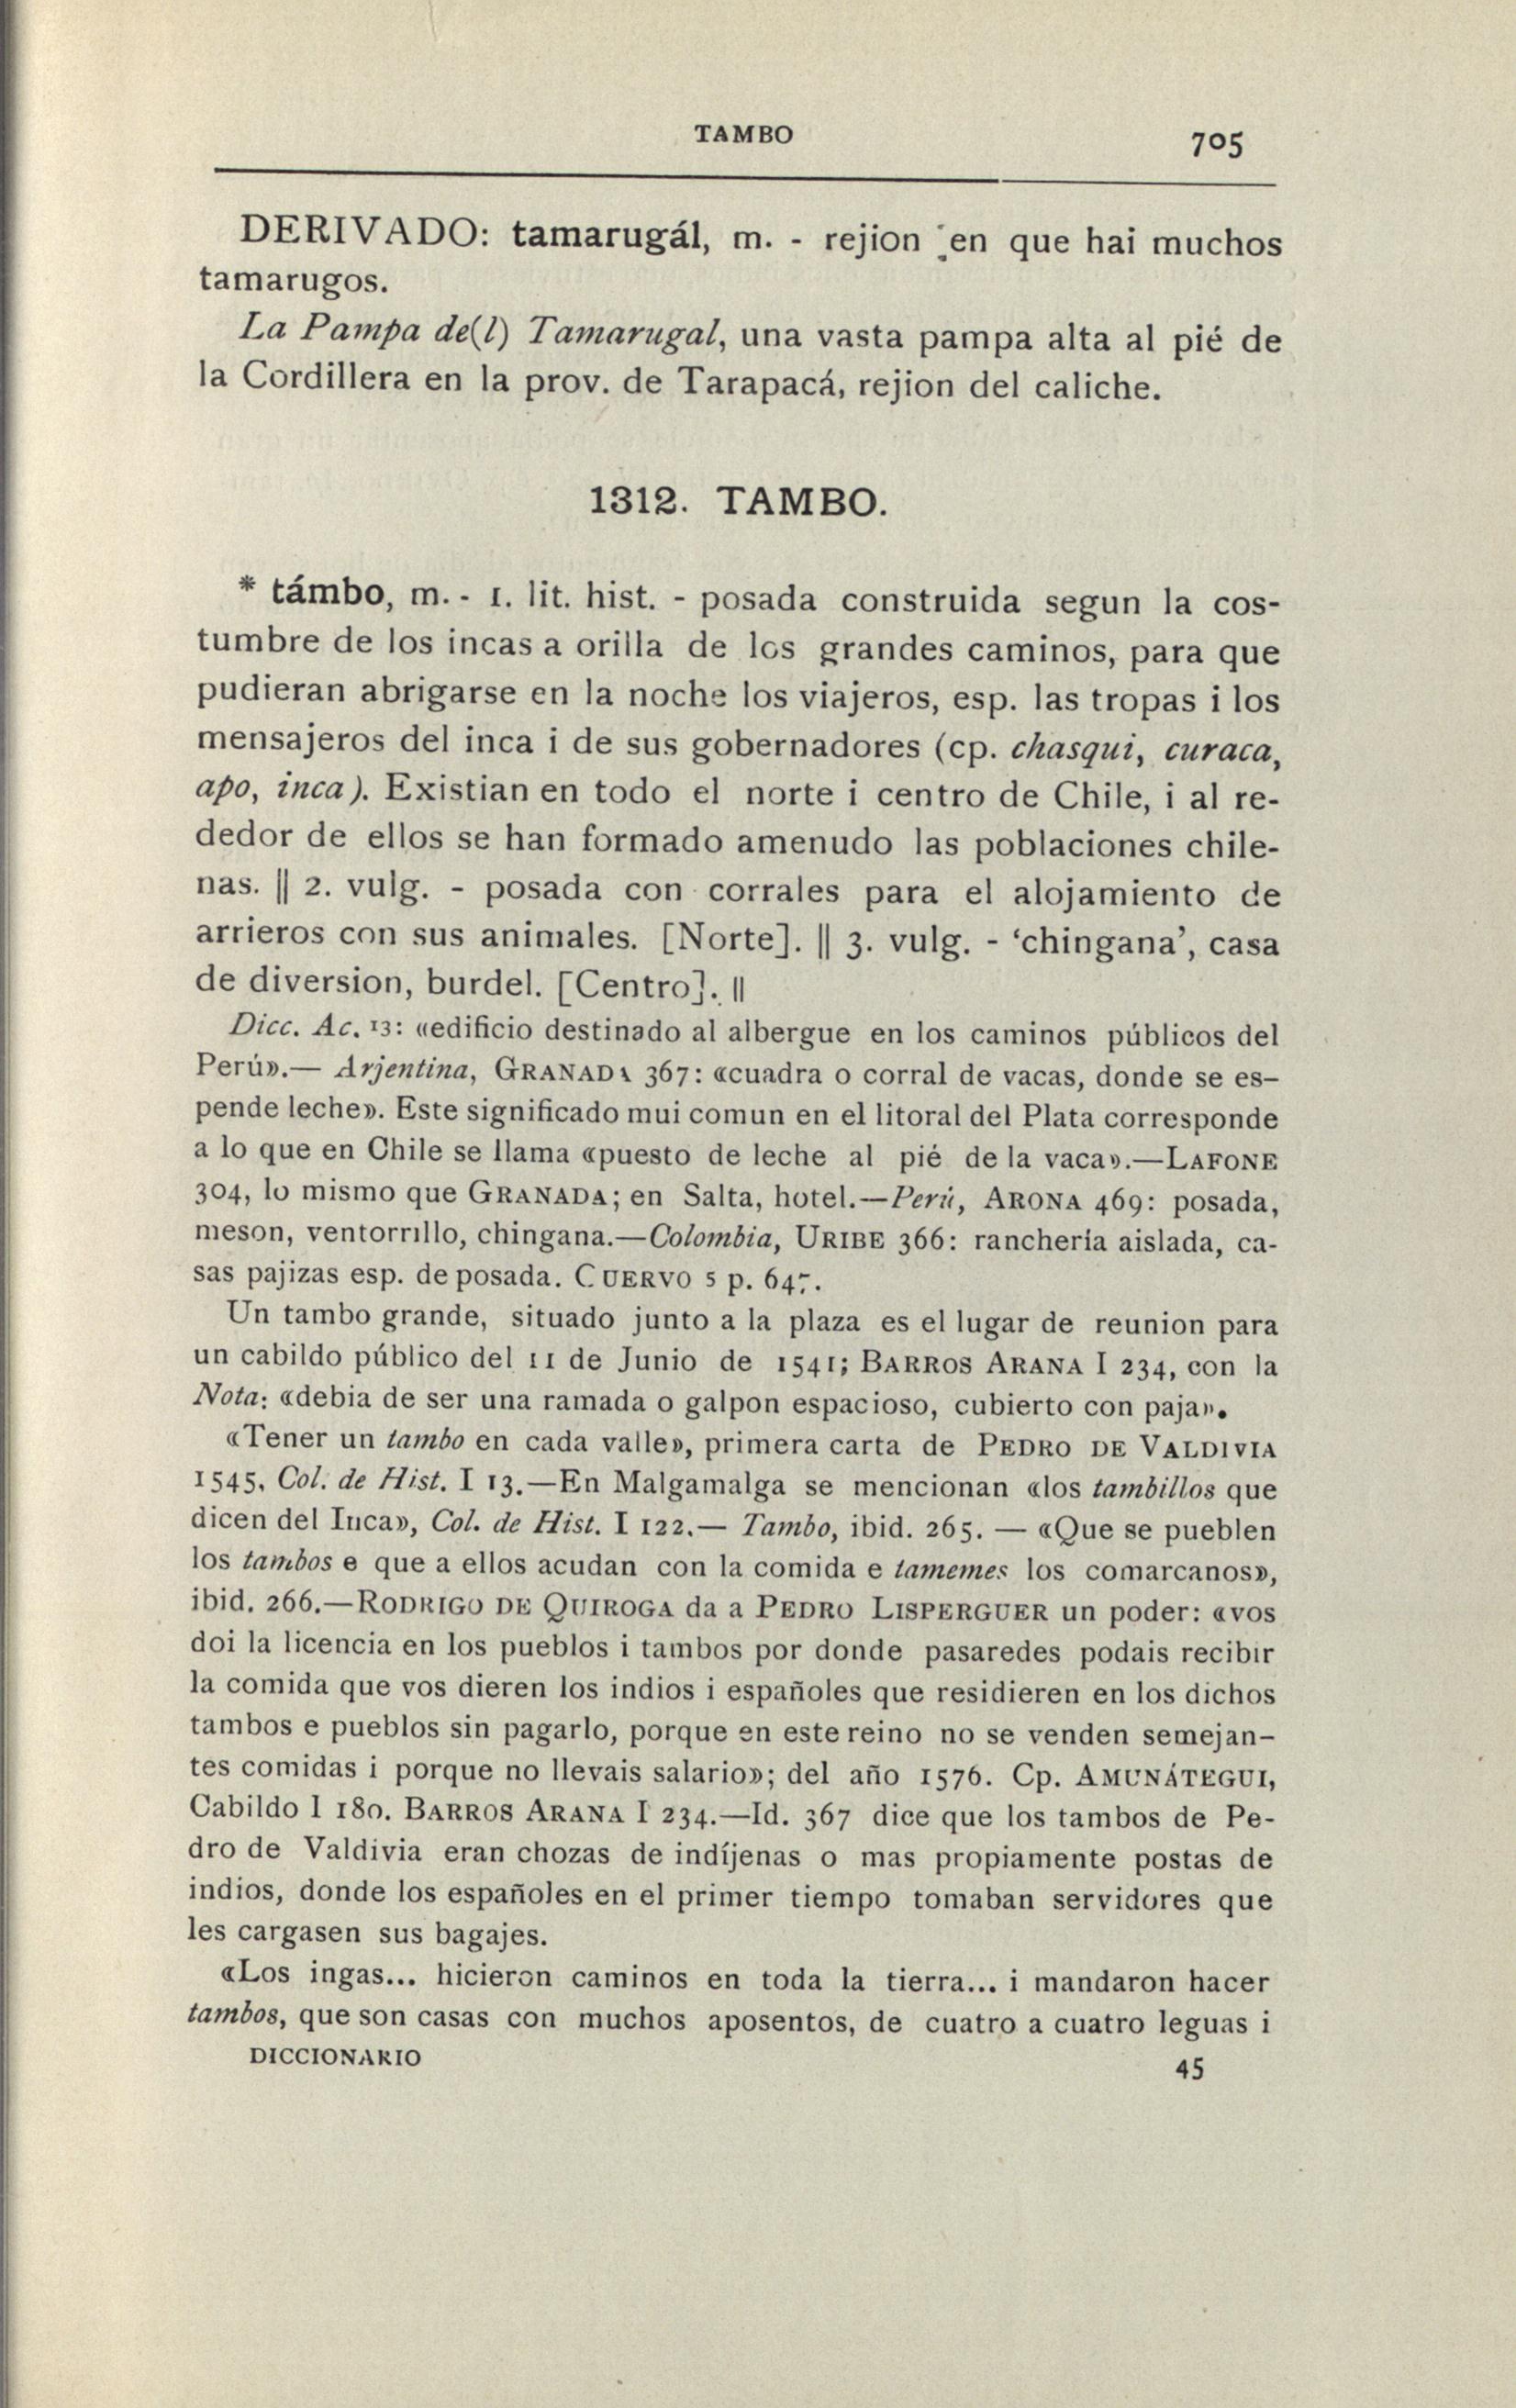 TAMBO
705
DERIVADO: tamarugál, m. - rejion en que hai muchos
tamarugos.
La Pampa de(l) Tamarugal, una vasta pampa alta al pié de
la Cordillera en la prov. de Tarapacá, rejion del caliche.
1312. TAMBO.
* támbo, m. - 1. lit. hist. - posada construida segun la cos-
tumbre de los incas a orilla de los grandes caminos, para que
pudieran abrigarse en la noche los viajeros, esp. las tropas i los
mensajeros del inca i de sus gobernadores (cp. chasqui, curaca,
apo, inca). Existian en todo el norte i centro de Chile, i al re-
dedor de ellos se han formado amenudo las poblaciones chile-
nas. || 2. vulg. - posada con corrales para el alojamiento de
arrieros con sus animales. [Norte]. || 3. vulg. - ‘chingana’, casa
de diversion, burdel. [Centro]. ||
Dicc. Ac. 13: «edificio destinado al albergue en los caminos públicos del
Perú».— Arjentina, GRANADA 367: «cuadra o corral de vacas, donde se es-
pende leche». Este significado mui comun en el litoral del Plata corresponde
a lo que en Chile se llama «puesto de leche al pié de la vaca».—LAFONE
304, lo mismo que GRANADA; en Salta, hotel.—Perú, ARONA 469: posada,
meson, ventorrillo, chingana.—Colombia, URIBE 366: ranchería aislada, ca-
sas pajizas esp. de posada. CUERVO 5 p. 647.
Un tambo grande, situado junto a la plaza es el lugar de reunion para
un cabildo público del 11 de Junio de 1541; BARROS ARANA I 234, con la
Nota: «debia de ser una ramada o galpon espacioso, cubierto con paja».
«Tener un tambo en cada valle», primera carta de PEDRO DE VALDIVIA
1545, Col. de Hist. I 13.—En Malgamalga se mencionan «los tambillos que
dicen del Inca», Col. de Hist. I 122.— Tambo, ibid. 265. — «Que se pueblen
los tambos e que a ellos acudan con la comida e tamemes los comarcanos»,
ibid. 266.—RODRIGO DE QUIROGA da a PEDRO LISPERGUER un poder: «vos
doi la licencia en los pueblos i tambos por donde pasaredes podais recibir
la comida que vos dieren los indios i españoles que residieren en los dichos
tambos e pueblos sin pagarlo, porque en este reino no se venden semejan-
tes comidas i porque no llevais salario»; del año 1576. Cp. AMUNÁTEGUI,
Cabildo I 180. BARROS ARANA I 234.—Id. 367 dice que los tambos de Pe-
dro de Valdivia eran chozas de indíjenas o mas propiamente postas de
indios, donde los españoles en el primer tiempo tomaban servidores que
les cargasen sus bagajes.
«Los ingas... hicieron caminos en toda la tierra... i mandaron hacer
tambos, que son casas con muchos aposentos, de cuatro a cuatro leguas i
DICCIONARIO
45